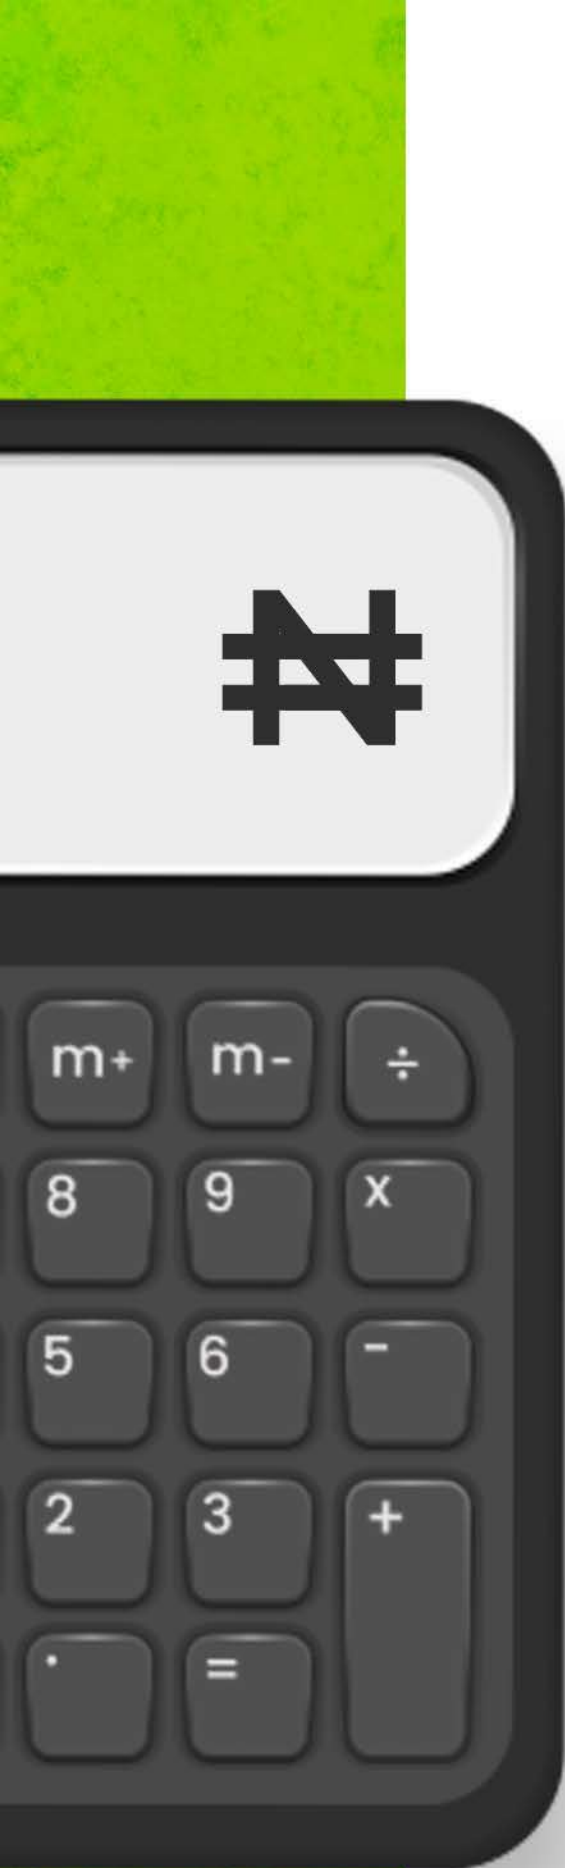 ₦
m+ m- ÷
8 9 x
5 6 -
2 3 +
. =